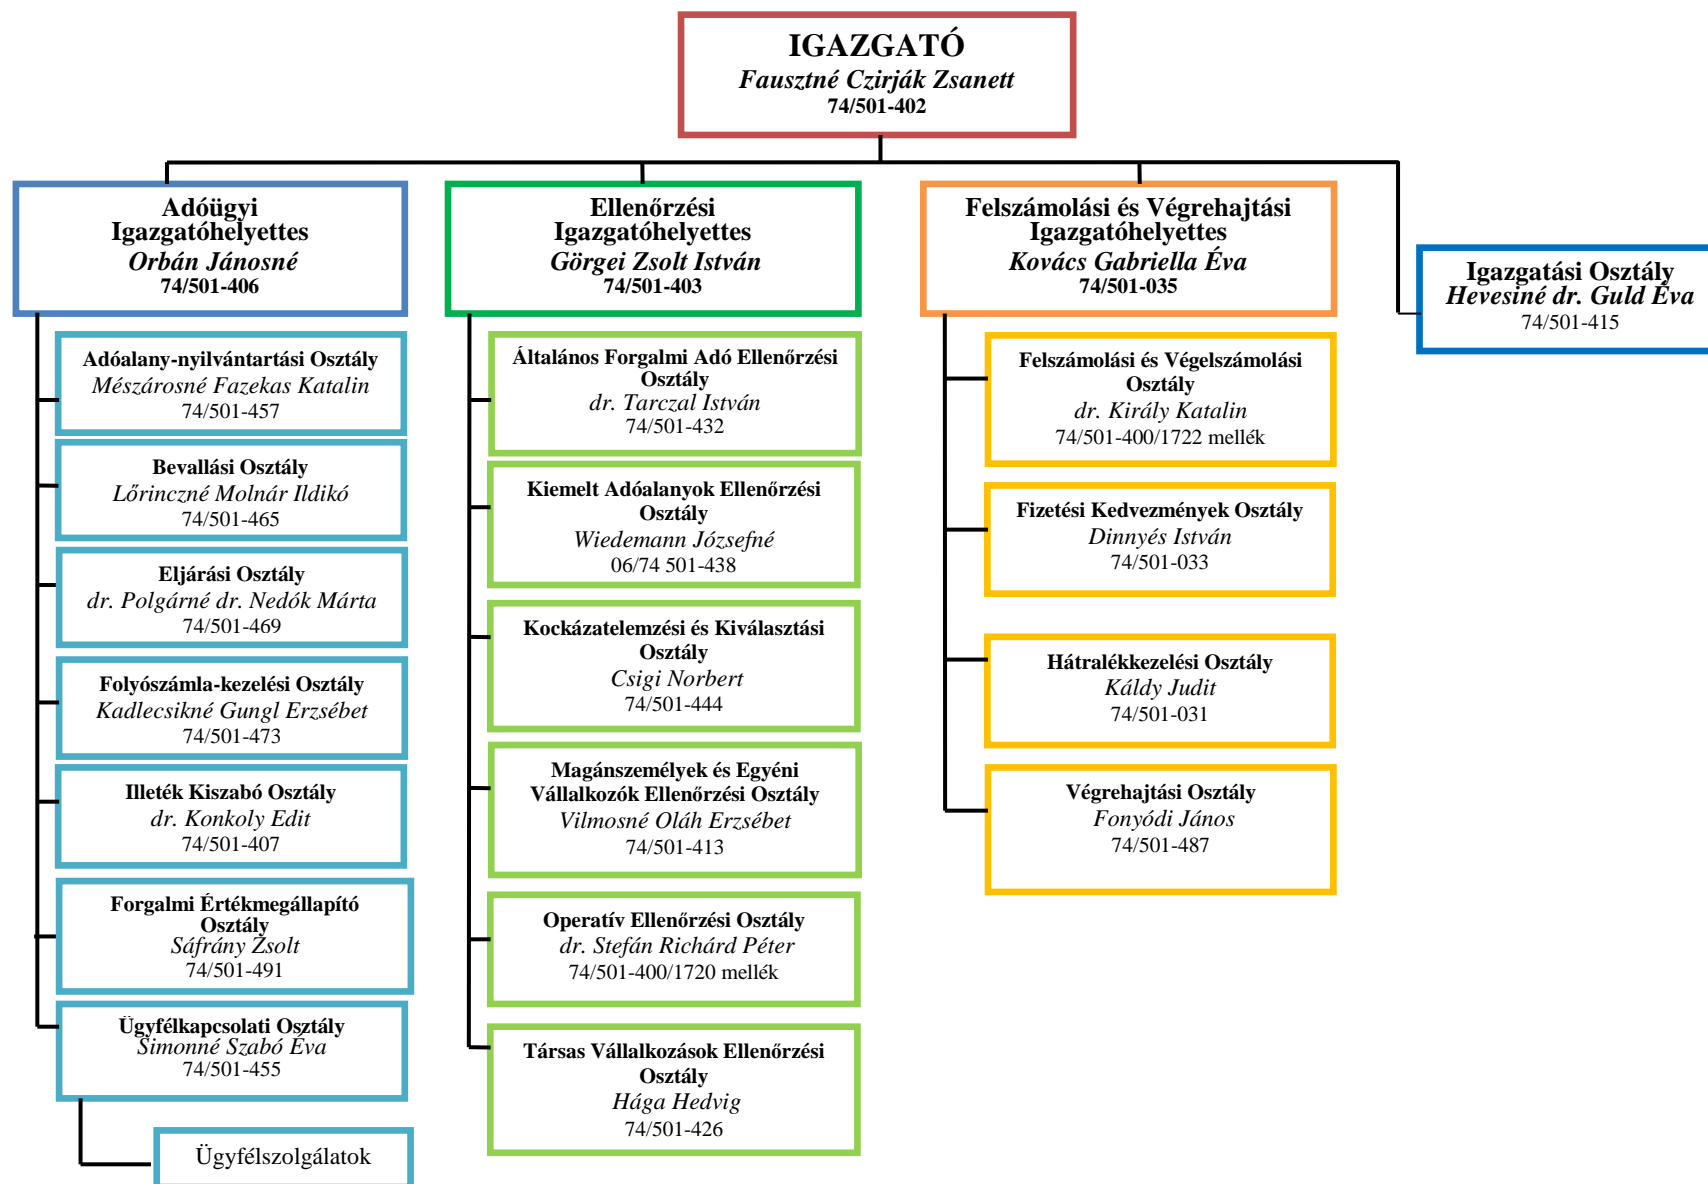 IGAZGATÓ
Fausztné Czirják Zsanett
74/501-402
Adóügyi
Igazgatóhelyettes
Orbán Jánosné
74/501-406
Ellenőrzési
Igazgatóhelyettes
Görgei Zsolt István
74/501-403
Felszámolási és Végrehajtási
Igazgatóhelyettes
Kovács Gabriella Éva
74/501-035
Igazgatási Osztály
Hevesiné dr. Guld Éva
74/501-415
Adóalany-nyilvántartási Osztály
Mészárosné Fazekas Katalin
74/501-457
Bevallási Osztály
Lőrinczné Molnár Ildikó
74/501-465
Eljárási Osztály
dr. Polgárné dr. Nedók Márta
74/501-469
Folyószámla-kezelési Osztály
Kadlecsikné Gungl Erzsébet
74/501-473
Illeték Kiszabó Osztály
dr. Konkoly Edit
74/501-407
Forgalmi Értékmegállapító
Osztály
Sáfrány Zsolt
74/501-491
Ügyfélkapcsolati Osztály
Simonné Szabó Éva
74/501-455
Ügyfélszolgálatok
Általános Forgalmi Adó Ellenőrzési
Osztály
dr. Tarczal István
74/501-432
Kiemelt Adóalanyok Ellenőrzési
Osztály
Wiedemann Józsefné
06/74 501-438
Kockázatelemzési és Kiválasztási
Osztály
Csigi Norbert
74/501-444
Magánszemélyek és Egyéni
Vállalkozók Ellenőrzési Osztály
Vilmosné Oláh Erzsébet
74/501-413
Operatív Ellenőrzési Osztály
dr. Stefán Richárd Péter
74/501-400/1720 mellék
Társas Vállalkozások Ellenőrzési
Osztály
Hága Hedvig
74/501-426
Felszámolási és Végelszámolási
Osztály
dr. Király Katalin
74/501-400/1722 mellék
Fizetési Kedvezmények Osztály
Dinnyés István
74/501-033
Hátralékkezelési Osztály
Káldy Judit
74/501-031
Végrehajtási Osztály
Fonyódi János
74/501-487